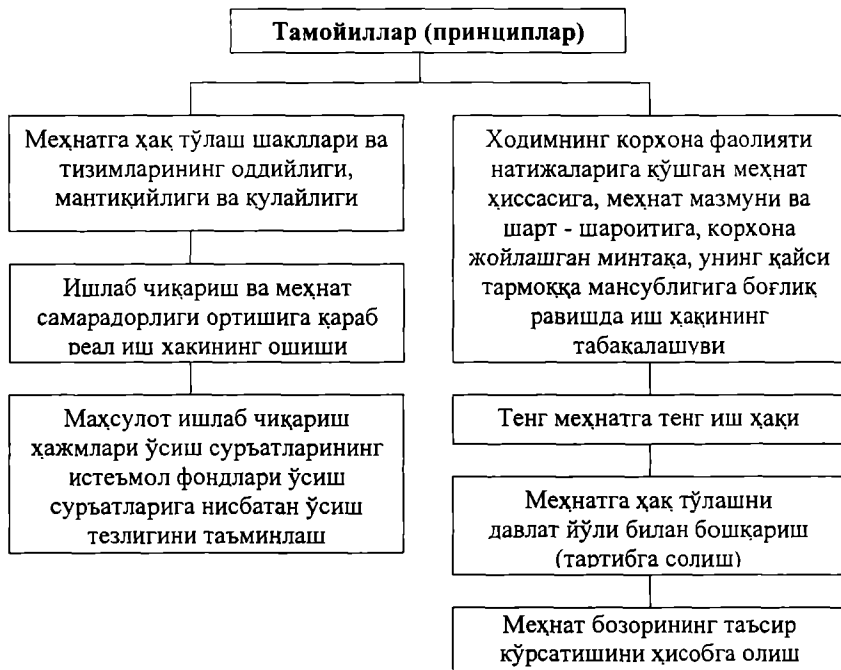 Тамойиллар (принциплар)
Меҳнатга ҳақ тўлаш шакллари ва
тизимларининг оддийлиги,
мантиқийлиги ва қулайлиги
Ишлаб чиқариш ва меҳнат
самарадорлиги ортишига қараб
реал иш ҳақининг ошиши
Маҳсулот ишлаб чиқариш
ҳажмлари ўсиш суръатларининг
истеъмол фондлари ўсиш
суръатларига нисбатан ўсиш
тезлигини таъминлаш
Ходимнинг корхона фаолияти
натижаларига қўшган меҳнат
ҳиссасига, меҳнат мазмуни ва
шарт - шароитига, корхона
жойлашган минтақа, унинг қайси
тармоққа мансублигига боғлиқ
равишда иш ҳақининг
табақалашуви
Тенг меҳнатга тенг иш ҳақи
Меҳнатга ҳақ тўлашни
давлат йўли билан бошқариш
(тартибга солиш)
Меҳнат бозорининг таъсир
кўрсатишини ҳисобга олиш